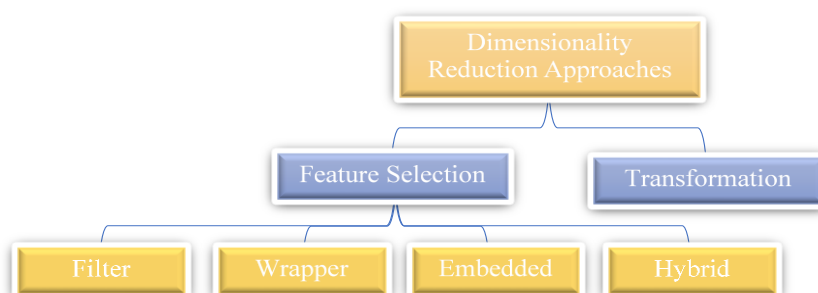 Dimensionality
Reduction Approaches
Feature Selection
Transformation
Filter
Wrapper
Embedded
Hybrid